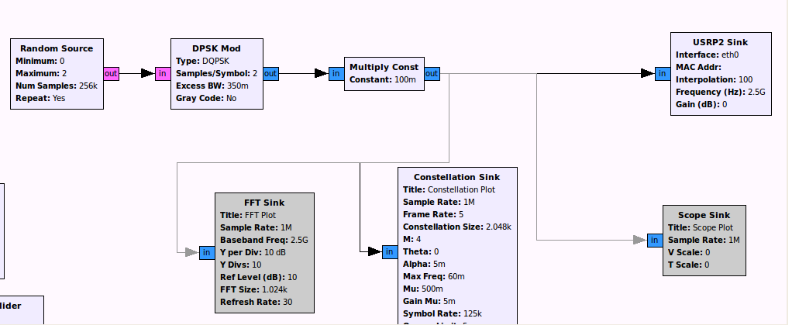 Random Source
Minimum: 0
Maximum: 2
Num Samples: 256k
Repeat: Yes
out
in
DPSK Mod
Type: DQPSK
Samples/Symbol: 2
Excess BW: 350m
Gray Code: No
out
in
Multiply Const
Constant: 100m
out
in
USRP2 Sink
Interface: eth0
MAC Addr:
Interpolation: 100
Frequency (Hz): 2.5G
Gain (dB): 0
in
FFT Sink
Title: FFT Plot
Sample Rate: 1M
Baseband Freq: 2.5G
Y per Div: 10 dB
Y Divs: 10
Ref Level (dB): 10
FFT Size: 1.024k
Refresh Rate: 30
in
Constellation Sink
Title: Constellation Plot
Sample Rate: 1M
Frame Rate: 5
Constellation Size: 2.048k
M: 4
Theta: 0
Alpha: 5m
Max Freq: 60m
Mu: 500m
Gain Mu: 5m
Symbol Rate: 125k
in
Scope Sink
Title: Scope Plot
Sample Rate: 1M
V Scale: 0
T Scale: 0
lider